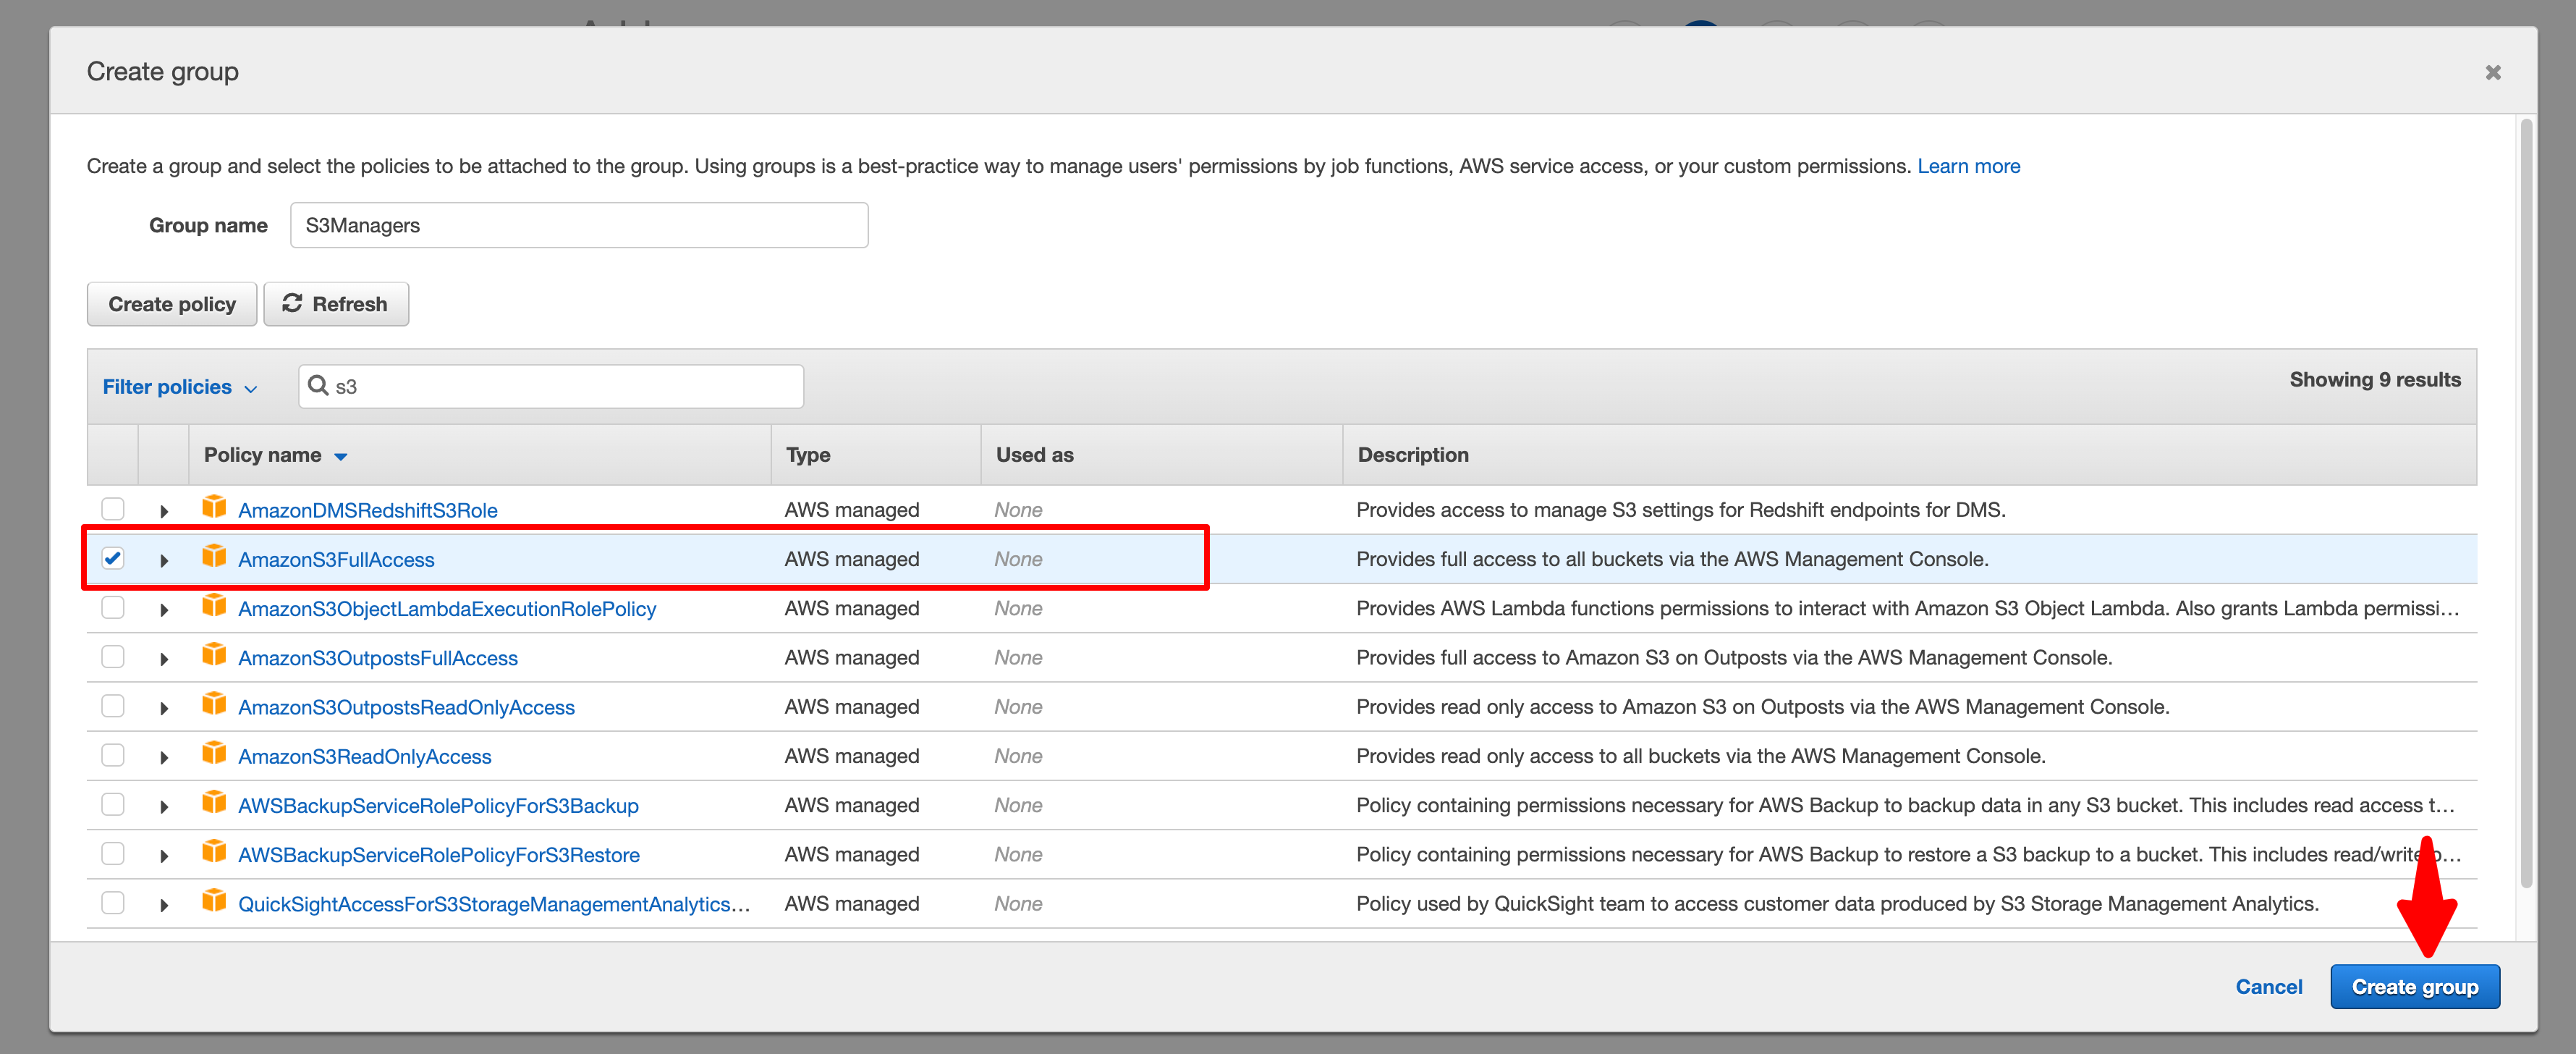 Create group
Create a group and select the policies to be attached to the group. Using groups is a best-practice way to manage users' permissions by job functions, AWS service access, or your custom permissions. Learn more
Group name S3Managers
Create policy Refresh
Filter policies s3 Showing 9 results
Policy name Type Used as Description
AmazonDMSRedshiftS3Role AWS managed None Provides access to manage S3 settings for Redshift endpoints for DMS.
AmazonS3FullAccess AWS managed None Provides full access to all buckets via the AWS Management Console.
AmazonS3ObjectLambdaExecutionRolePolicy AWS managed None Provides AWS Lambda functions permissions to interact with Amazon S3 Object Lambda. Also grants Lambda permissi...
AmazonS3OutpostsFullAccess AWS managed None Provides full access to Amazon S3 on Outposts via the AWS Management Console.
AmazonS3OutpostsReadOnlyAccess AWS managed None Provides read only access to Amazon S3 on Outposts via the AWS Management Console.
AmazonS3ReadOnlyAccess AWS managed None Provides read only access to all buckets via the AWS Management Console.
AWSBackupServiceRolePolicyForS3Backup AWS managed None Policy containing permissions necessary for AWS Backup to backup data in any S3 bucket. This includes read access t...
AWSBackupServiceRolePolicyForS3Restore AWS managed None Policy containing permissions necessary for AWS Backup to restore a S3 backup to a bucket. This includes read/write p...
QuickSightAccessForS3StorageManagementAnalytics... AWS managed None Policy used by QuickSight team to access customer data produced by S3 Storage Management Analytics.
Cancel Create group